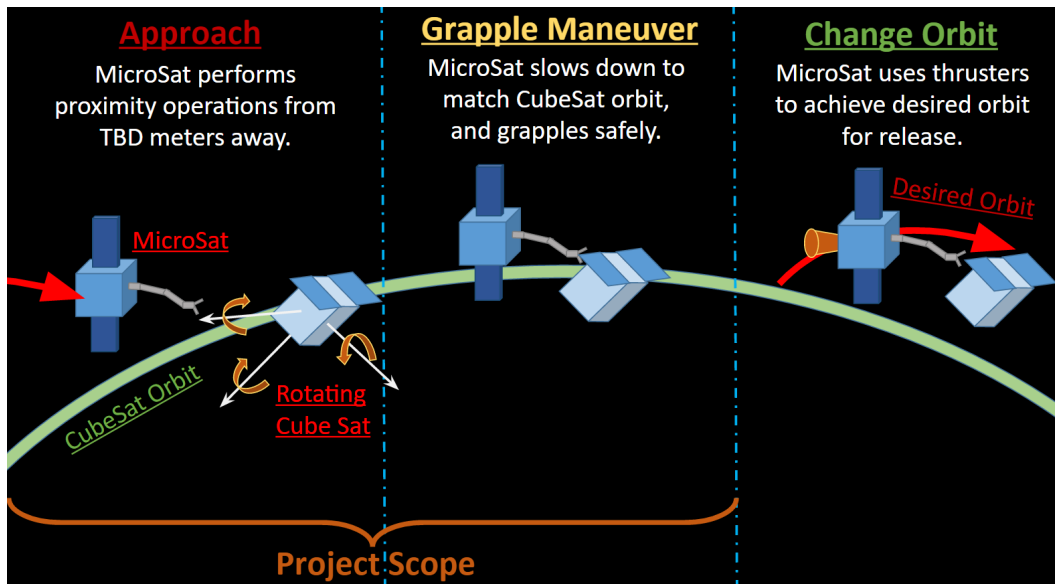 Approach
MicroSat performs
proximity operations from
TBD meters away.
Grapple Maneuver
MicroSat slows down to
match CubeSat orbit,
and grapples safely.
Change Orbit
MicroSat uses thrusters
to achieve desired orbit
for release.
MicroSat
CubeSat Orbit
Rotating
Cube Sat
Desired Orbit
Project Scope